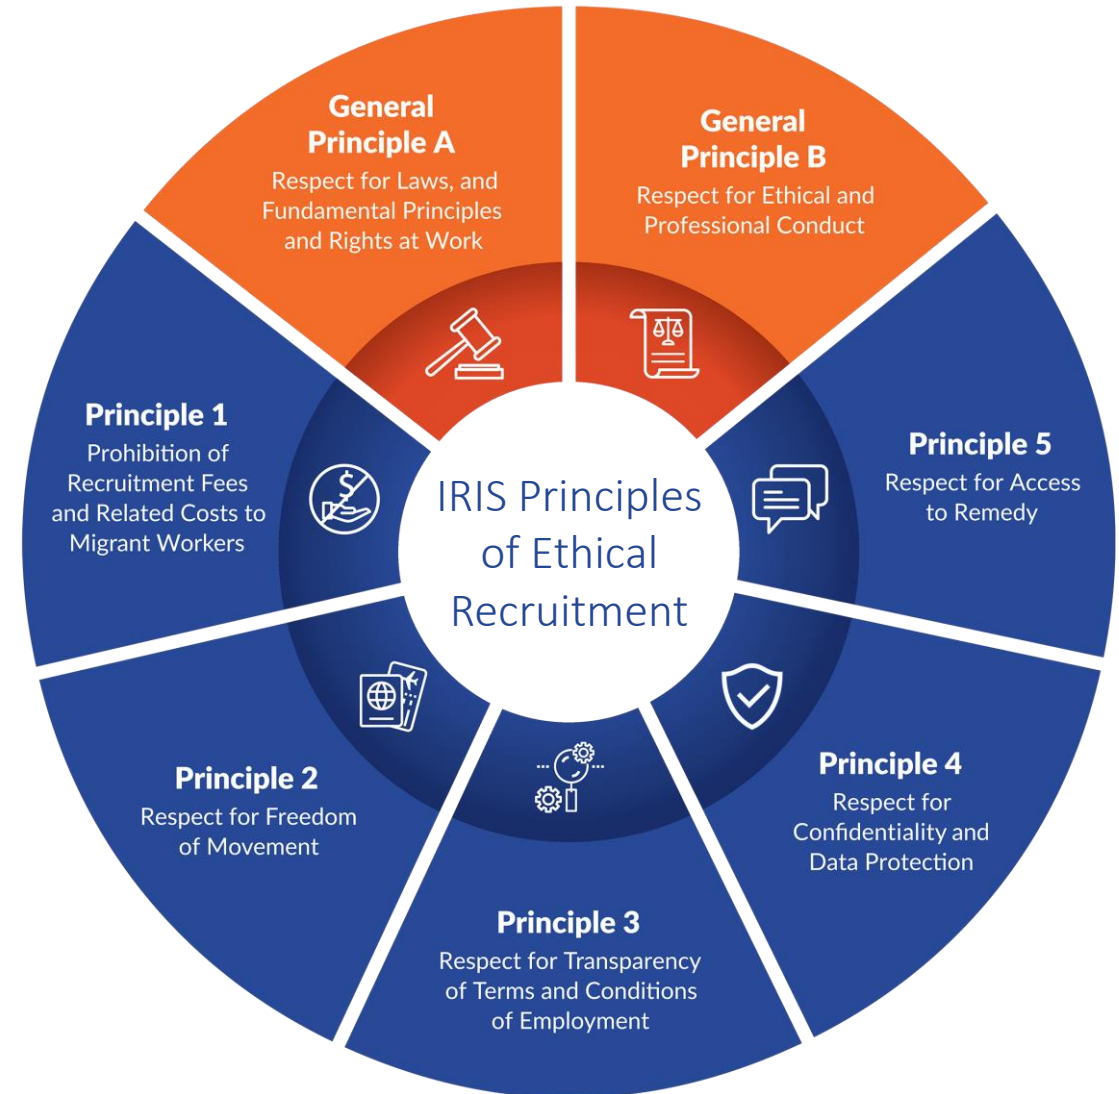 General
Principle A
Respect for Laws, and
Fundamental Principles
and Rights at Work
General
Principle B
Respect for Ethical and
Professional Conduct
Principle 1
Prohibition of
Recruitment Fees
and Related Costs to
Migrant Workers
IRIS Principles
of Ethical
Recruitment
Principle 5
Respect for Access
to Remedy
Principle 2
Respect for Freedom
of Movement
Principle 3
Respect for Transparency
of Terms and Conditions
of Employment
Principle 4
Respect for
Confidentiality and
Data Protection